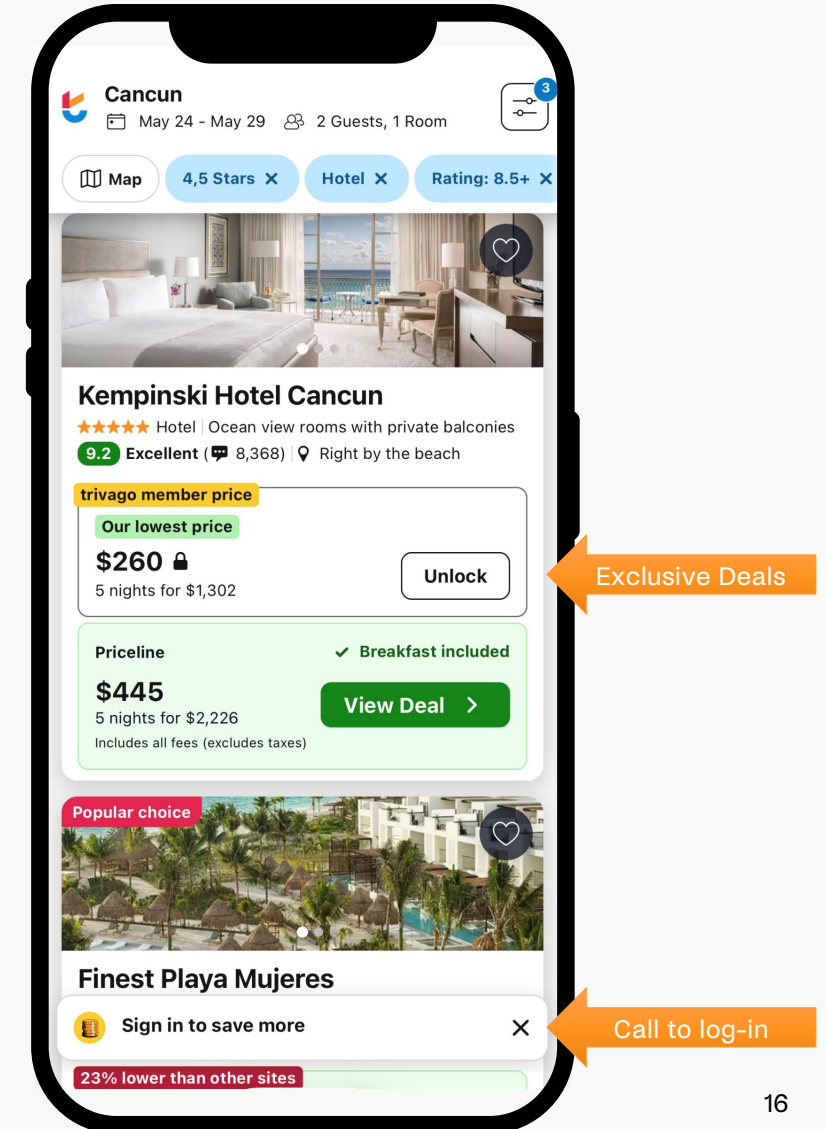 Cancun
3
May 24 - May 29 2 Guests, 1 Room
Map 4,5 Stars Hotel Rating: 8.5+
Kempinski Hotel Cancun
Hotel Ocean view rooms with private balconies
9.2 Excellent ( 8,368) Right by the beach
trivago member price
Our lowest price
$260
5 nights for $1,302
Unlock
Exclusive Deals
Priceline
Breakfast included
$445
5 nights for $2,226
Includes all fees (excludes taxes)
View Deal
Popular choice
Finest Playa Mujeres
Sign in to save more
Call to log-in
23% lower than other sites
16